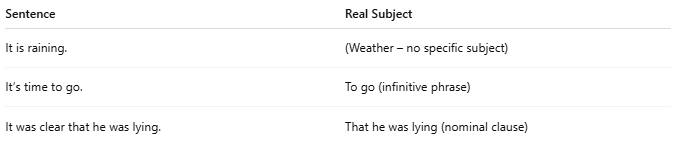 Sentence Real Subject
It is raining. (Weather – no specific subject)
It's time to go. To go (infinitive phrase)
It was clear that he was lying. That he was lying (nominal clause)